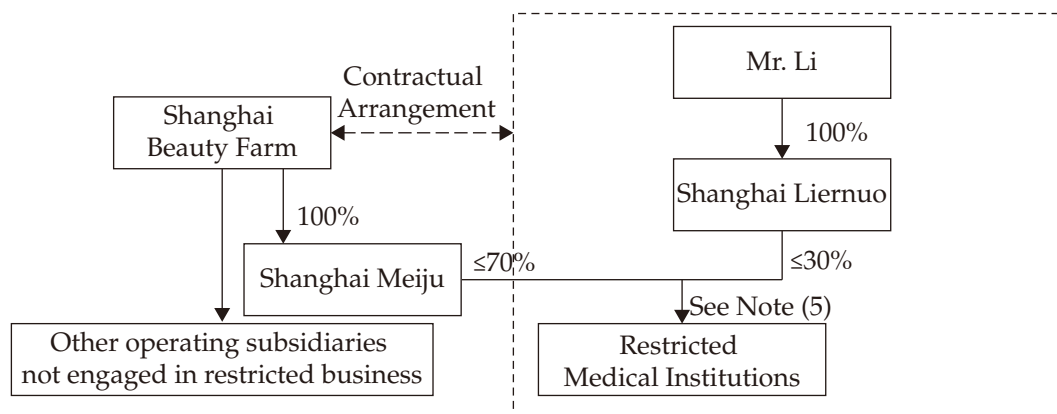 Mr. Li
Contractual
Arrangement
Shanghai
Beauty Farm
100%
Shanghai Liernuo
100%
Shanghai Meiju
≤70%
≤30%
See Note (5)
Other operating subsidiaries
not engaged in restricted business
Restricted
Medical Institutions